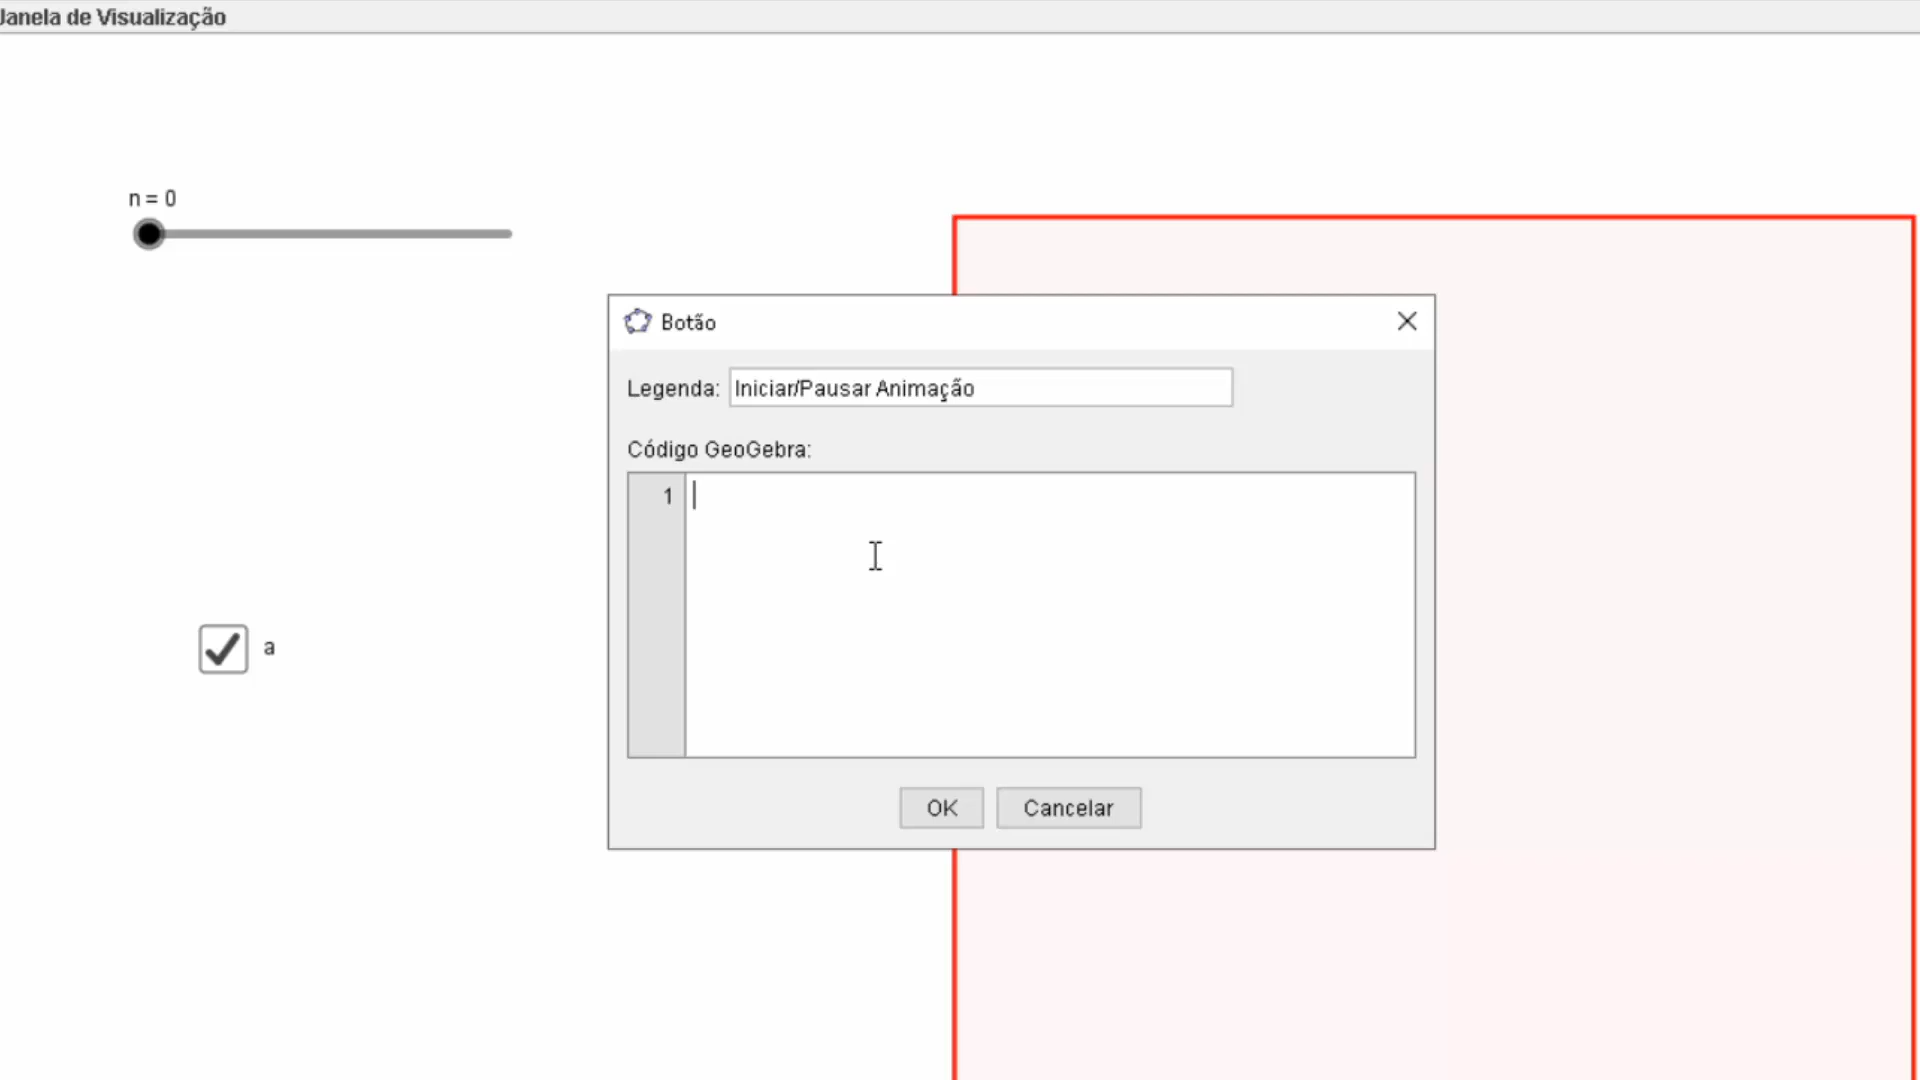 Janela de Visualização
n = 0
Botão
Legenda: Iniciar/Pausar Animação
Código GeoGebra:
1
a
OK Cancelar